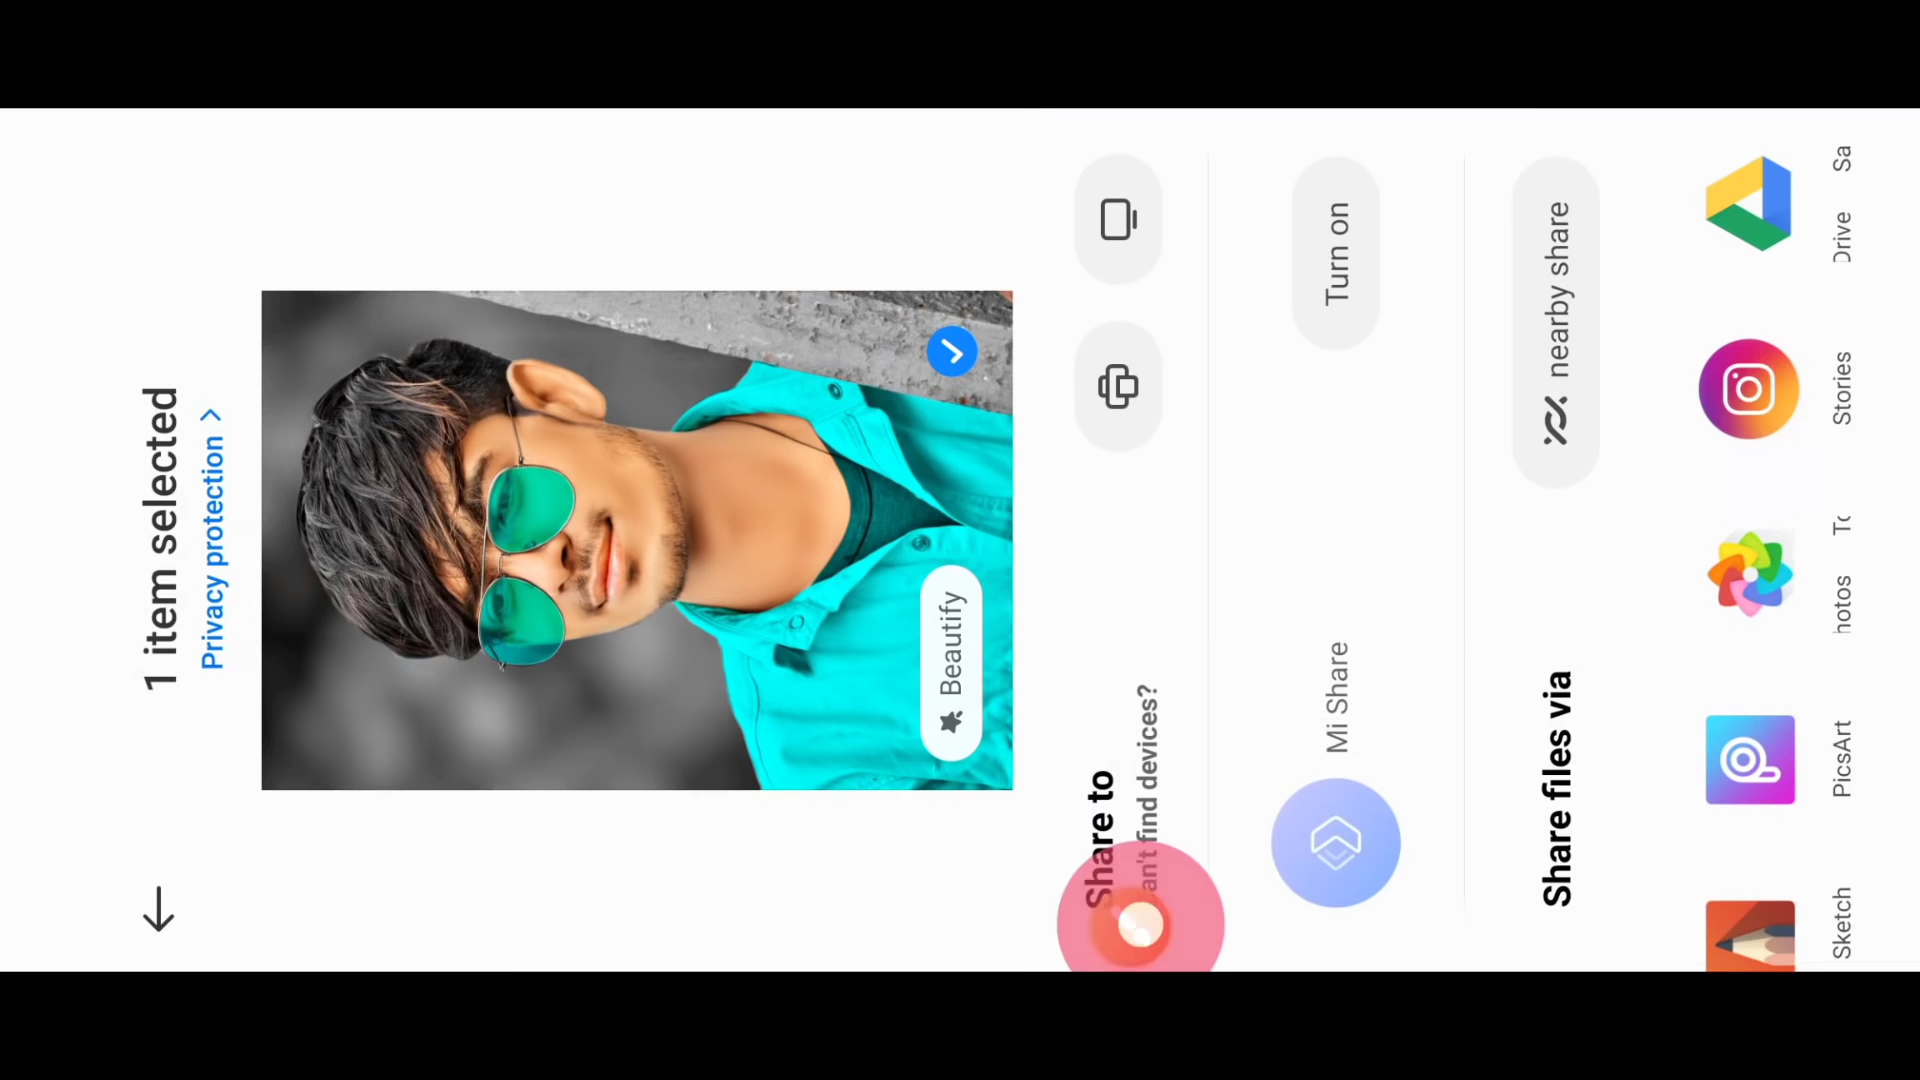 1 item selected
Privacy protection >
Beautify
Share to
an't find devices?
Mi Share
Turn on
Share files via
nearby share
Sketch
PicsArt
hotos
Stories
Drive
Sa